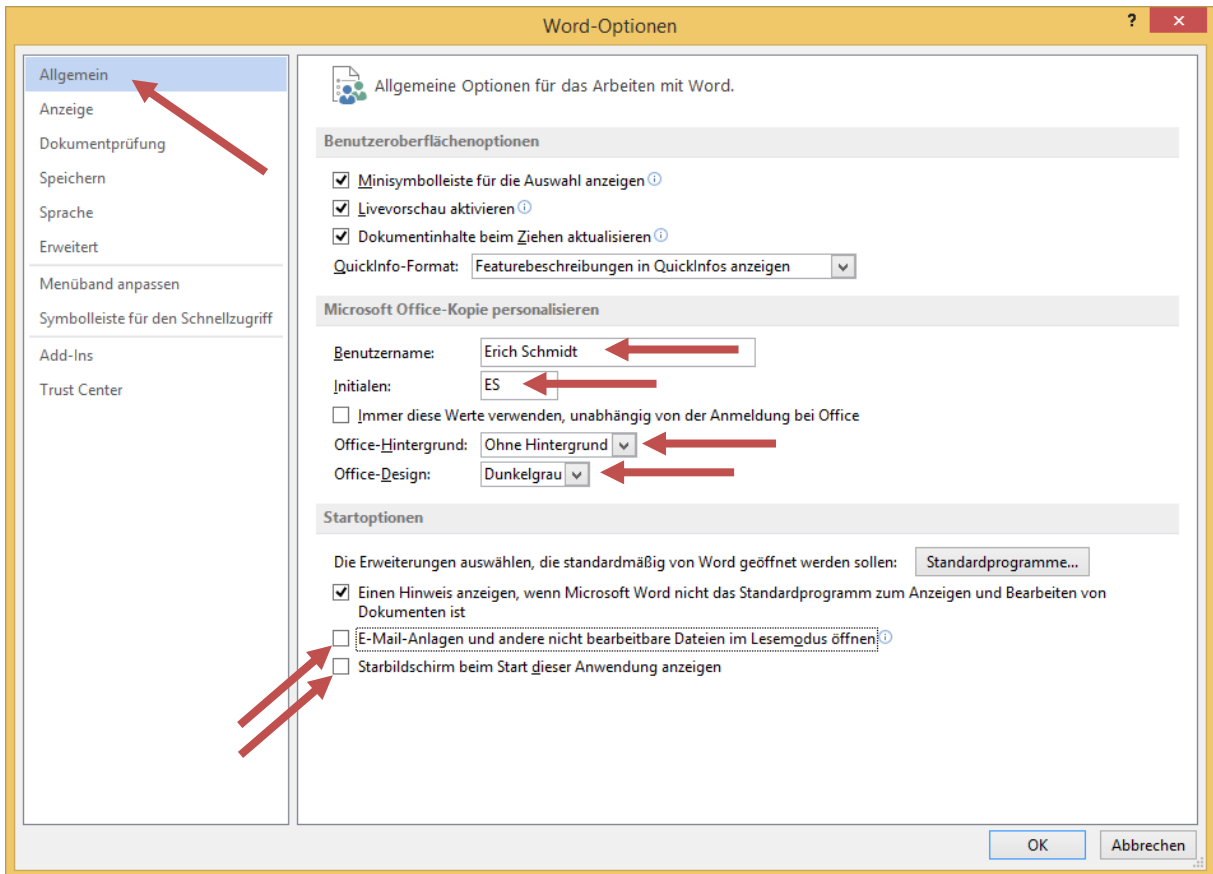 Word-Optionen
?
Allgemein
Anzeige
Dokumentprüfung
Speichern
Sprache
Erweitert
Menüband anpassen
Symbolleiste für den Schnellzugriff
Add-Ins
Trust Center
Allgemeine Optionen für das Arbeiten mit Word.
Benutzeroberflächenoptionen
Minisymbolleiste für die Auswahl anzeigen
Livevorschau aktivieren
Dokumentinhalte beim Ziehen aktualisieren
QuickInfo-Format: Featurebeschreibungen in QuickInfos anzeigen
Microsoft Office-Kopie personalisieren
Benutzername: Erich Schmidt
Initialen: ES
Immer diese Werte verwenden, unabhängig von der Anmeldung bei Office
Office-Hintergrund: Ohne Hintergrund
Office-Design: Dunkelgrau
Startoptionen
Die Erweiterungen auswählen, die standardmäßig von Word geöffnet werden sollen: Standardprogramme...
Einen Hinweis anzeigen, wenn Microsoft Word nicht das Standardprogramm zum Anzeigen und Bearbeiten von
Dokumenten ist
E-Mail-Anlagen und andere nicht bearbeitbare Dateien im Lesemodus öffnen
Starbildschirm beim Start dieser Anwendung anzeigen
OK Abbrechen